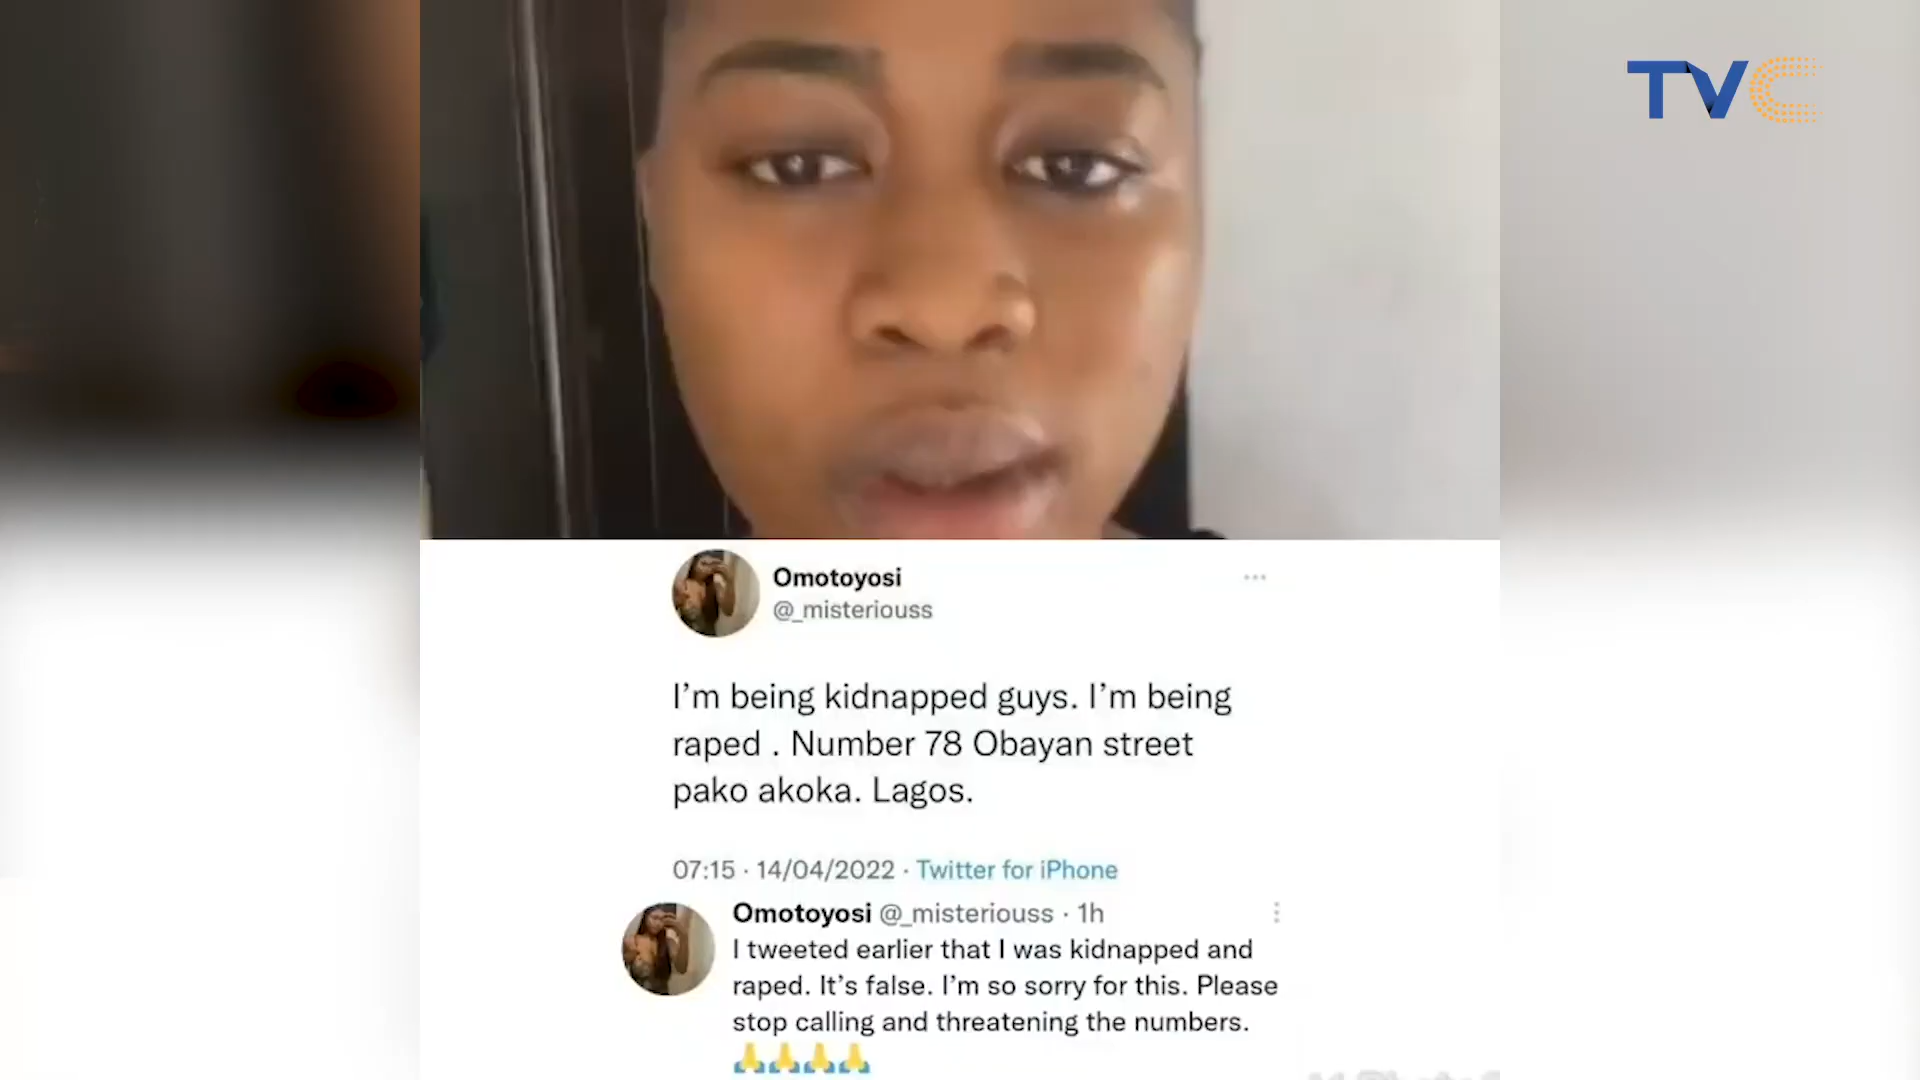 TVC
Omotoyosi
@_misteriouss
I'm being kidnapped guys. I'm being
raped . Number 78 Obayan street
pako akoka. Lagos.
07:15 · 14/04/2022 · Twitter for iPhone
Omotoyosi @_misteriouss · 1h
I tweeted earlier that I was kidnapped and
raped. It's false. I'm so sorry for this. Please
stop calling and threatening the numbers.
🙏🙏🙏🙏